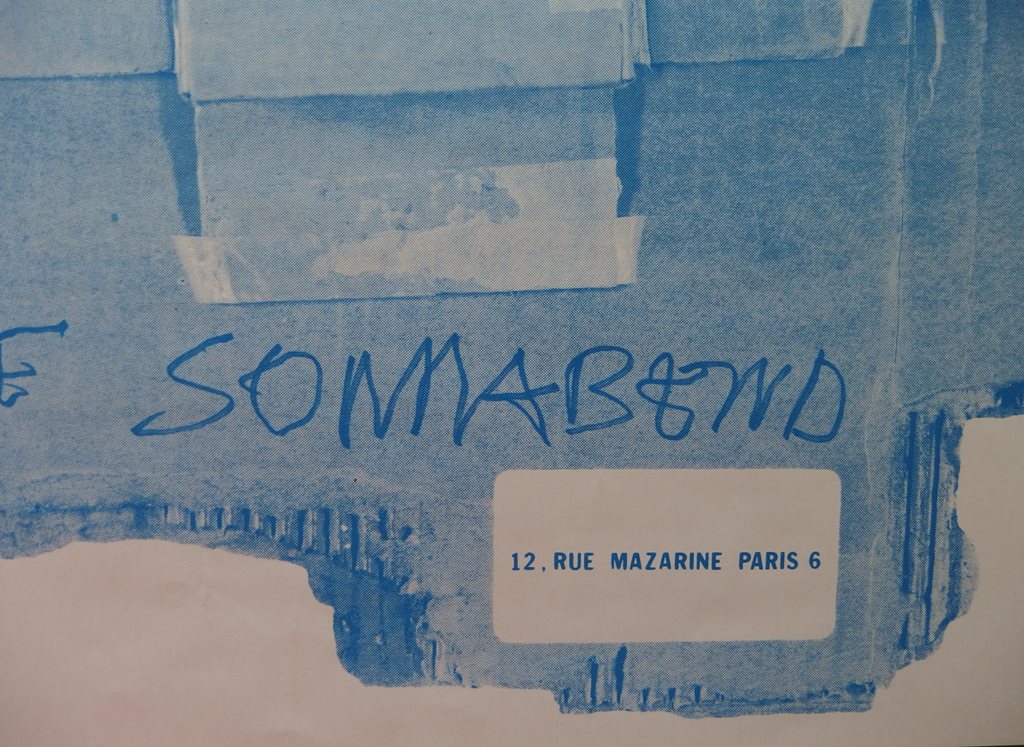 E SONNABEND
12, RUE MAZARINE PARIS 6